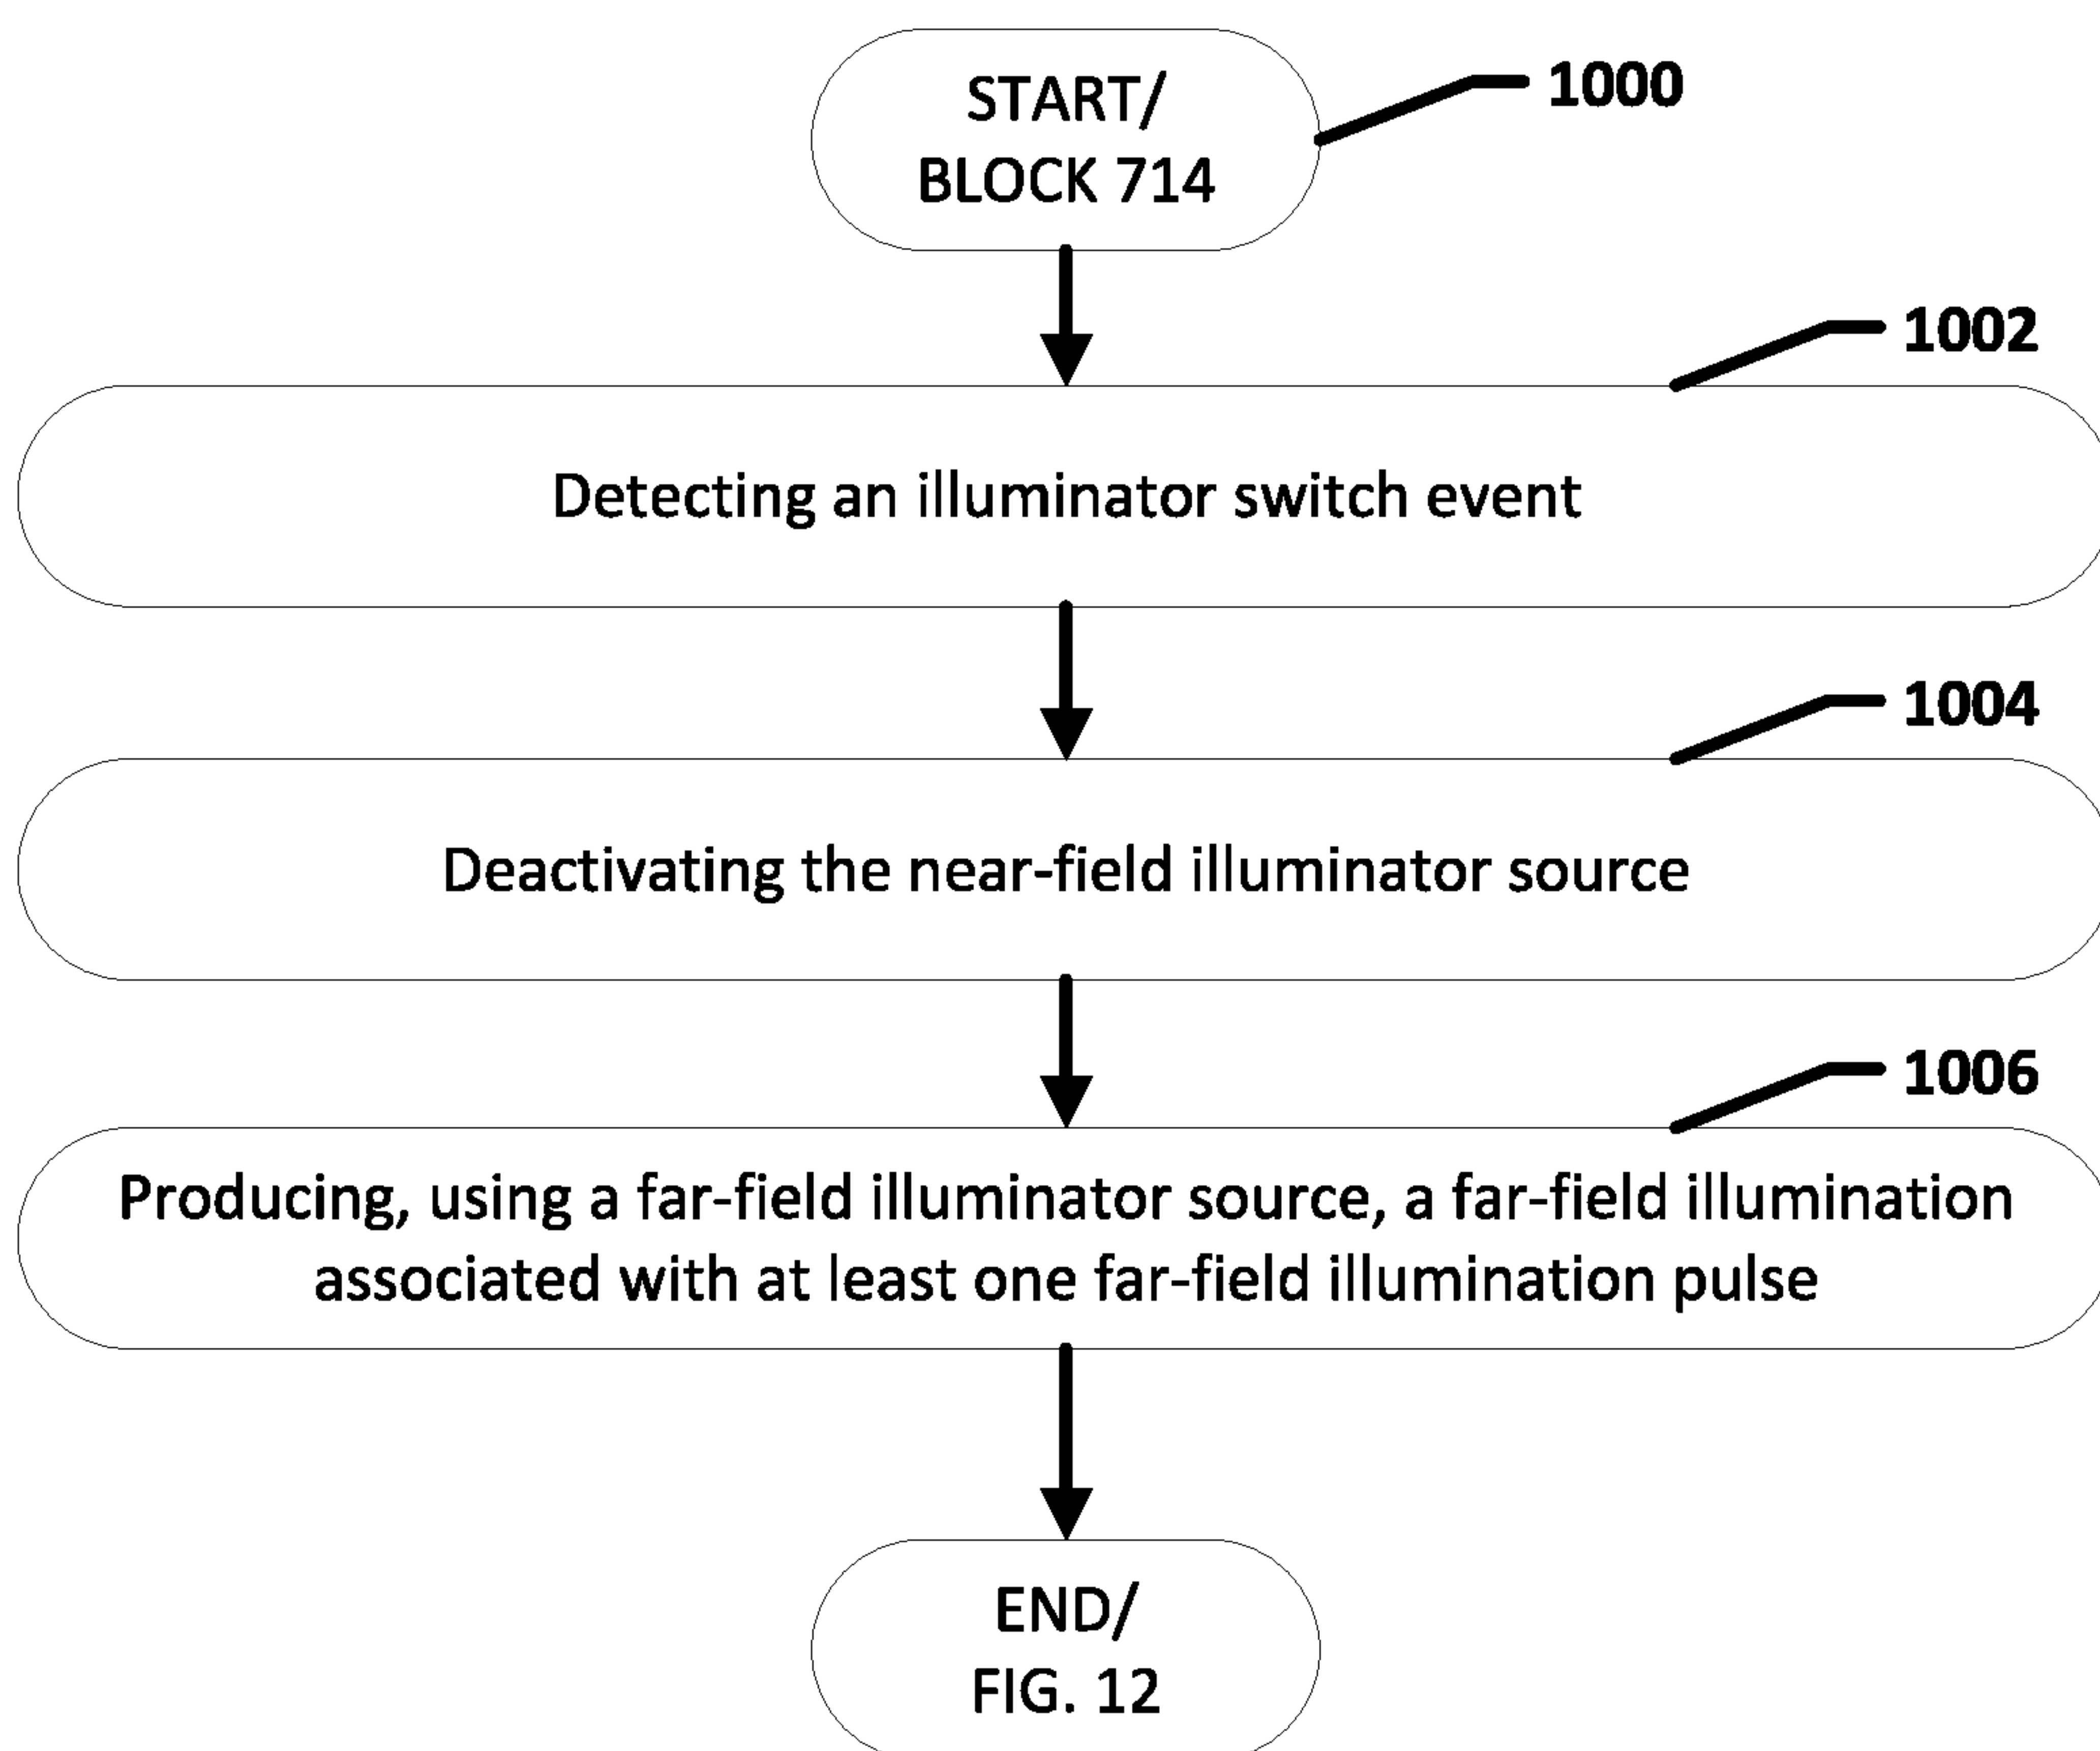 START/
BLOCK 714
1000
1002
Detecting an illuminator switch event
1004
Deactivating the near-field illuminator source
1006
Producing, using a far-field illuminator source, a far-field illumination
associated with at least one far-field illumination pulse
END/
FIG. 12